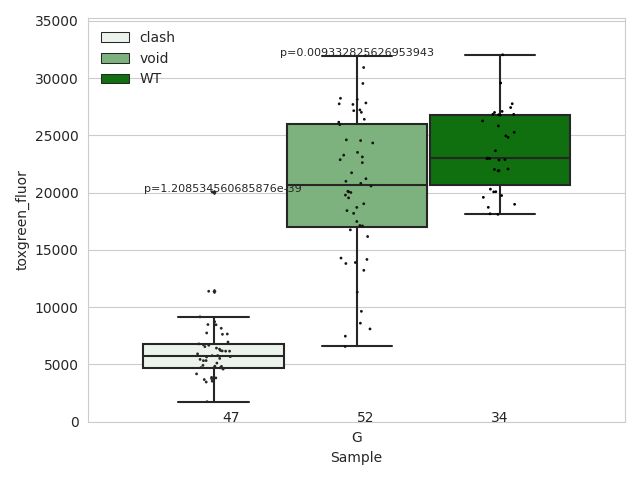 35000
clash
void
WT
p=0.009332825626953943
30000
25000
p=1.208534560685876e-39
20000
15000
10000
5000
0
47 52 34
G
Sample
toxgreen_fluor